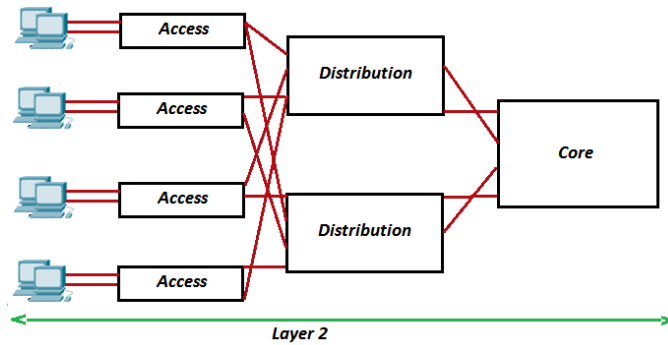 Access
Distribution
Access
Core
Access
Distribution
Access
Layer 2